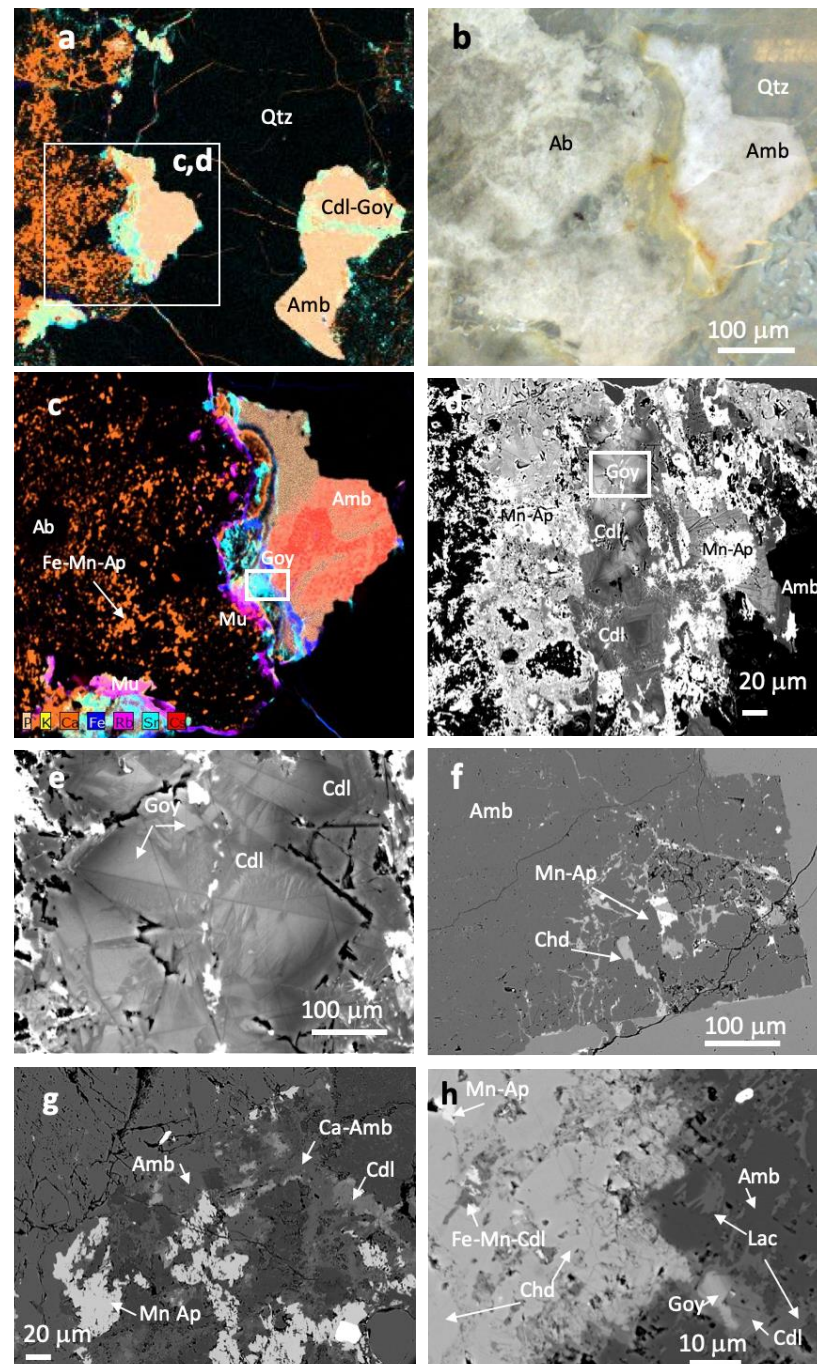 a
Qtz
c,d
Cdl-Goy
Amb
b
Qtz
Ab
Amb
100 µm
c
Ab
Amb
Fe-Mn-Ap
Goy
Mu
Mu
P K Ca Fe Rb Sr Cs
Goy
Mn-Ap
Cdl
Mn-Ap
Amb
Cdl
20 µm
e
Cdl
Goy
Cdl
100 µm
f
Amb
Mn-Ap
Chd
100 µm
g
Ca-Amb
Amb
Cdl
Mn Ap
20 µm
h
Mn-Ap
Amb
Fe-Mn-Cdl
Lac
Chd
Goy
Cdl
10 µm